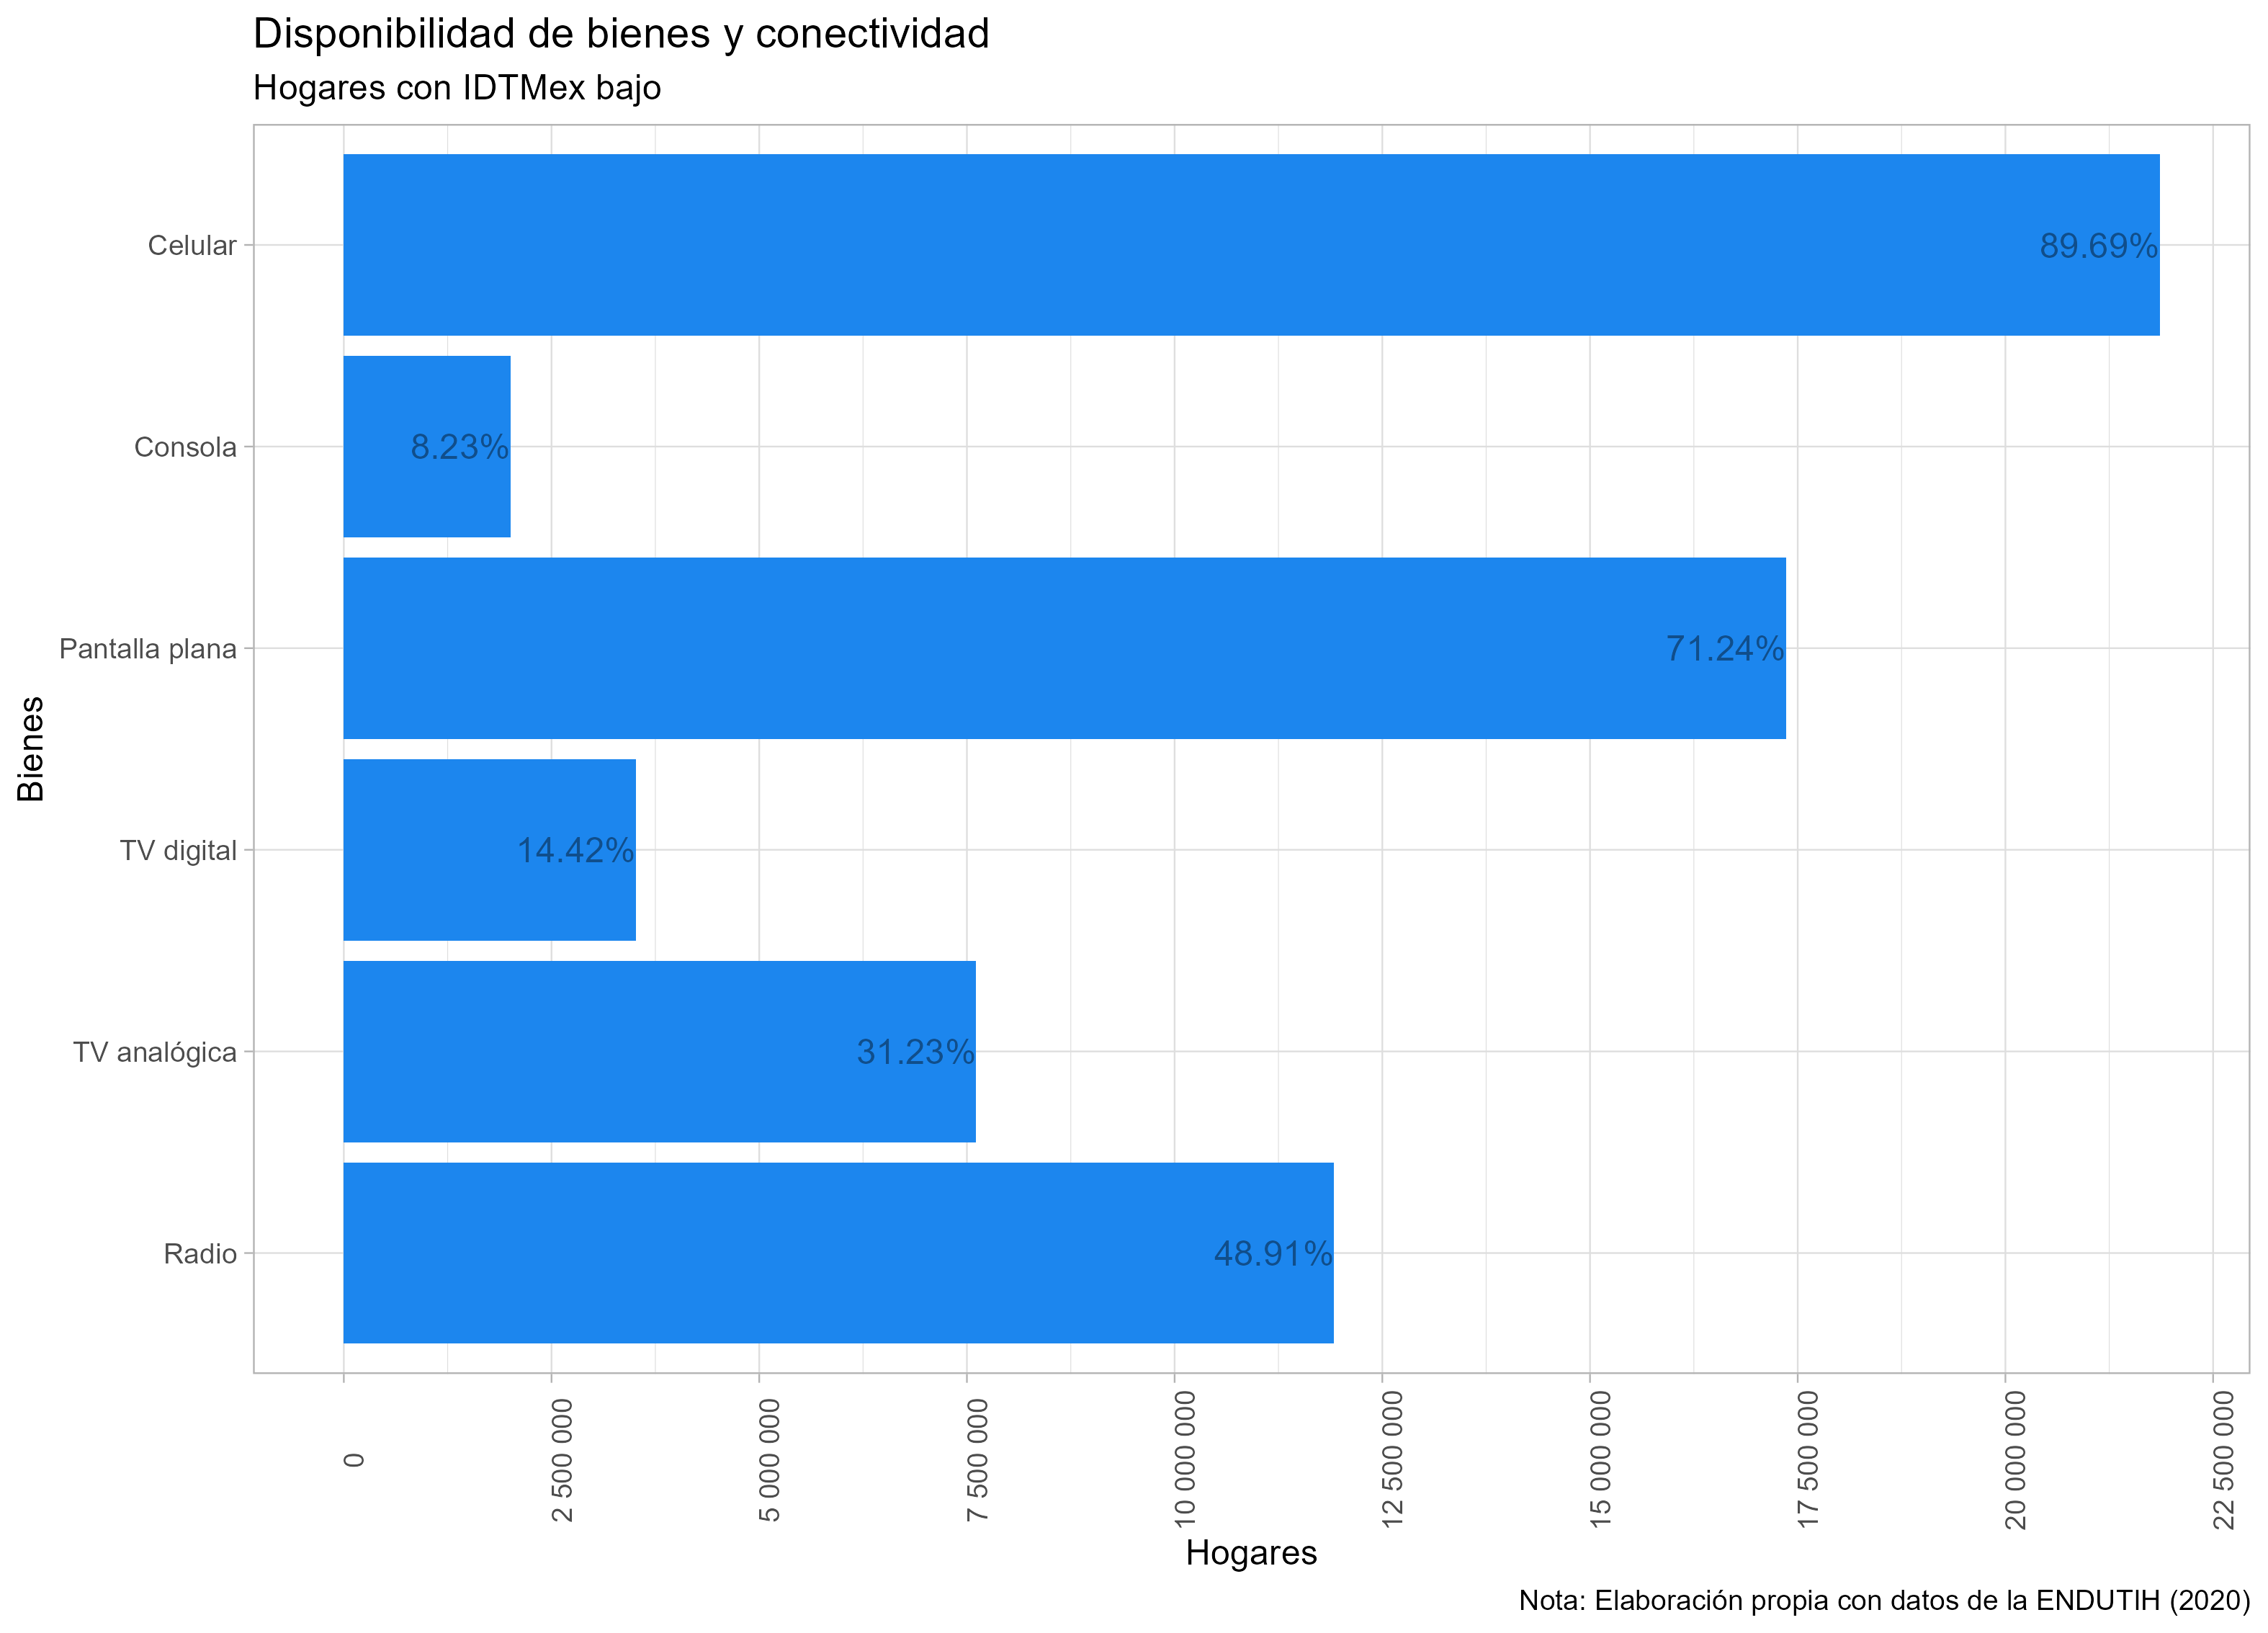 Disponibilidad de bienes y conectividad
Hogares con IDTMex bajo
Bienes
Celular
89.69%
Consola
8.23%
Pantalla plana
71.24%
TV digital
14.42%
TV analógica
31.23%
Radio
48.91%
0
2 500 000
5 000 000
7 500 000
10 000 000
12 500 000
15 000 000
17 500 000
20 000 000
22 500 000
Hogares
Nota: Elaboración propia con datos de la ENDUTIH (2020)